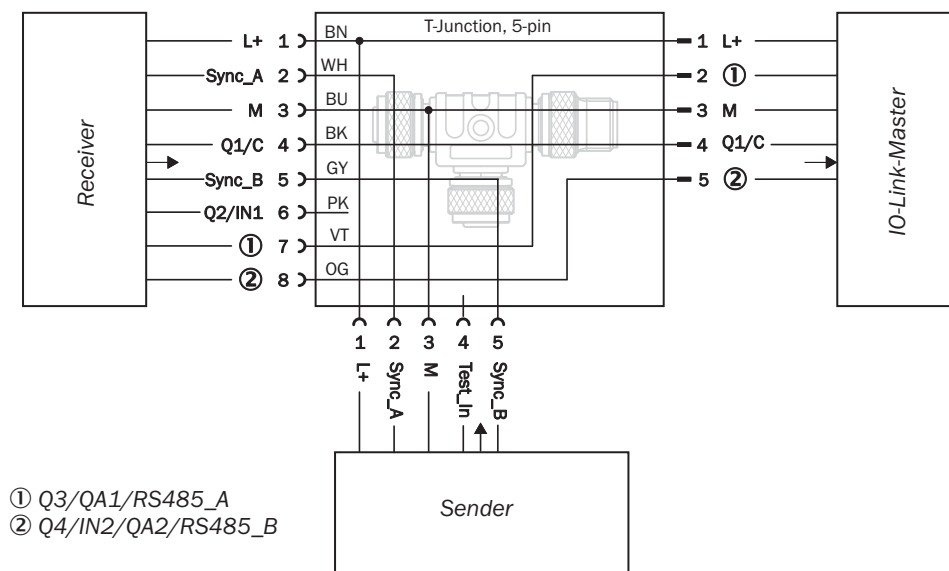 T-Junction, 5-pin
Receiver
L+ 1 BN
Sync_A 2 WH
M 3 BU
Q1/C 4 BK
Sync_B 5 GY
Q2/IN1 6 PK
① 7 VT
② 8 OG
1 L+
2 ①
3 M
4 Q1/C
5 ②
IO-Link-Master
1 2 3 4 5
L+ Sync_A M Test_In Sync_B
Sender
① Q3/QA1/RS485_A
② Q4/IN2/QA2/RS485_B